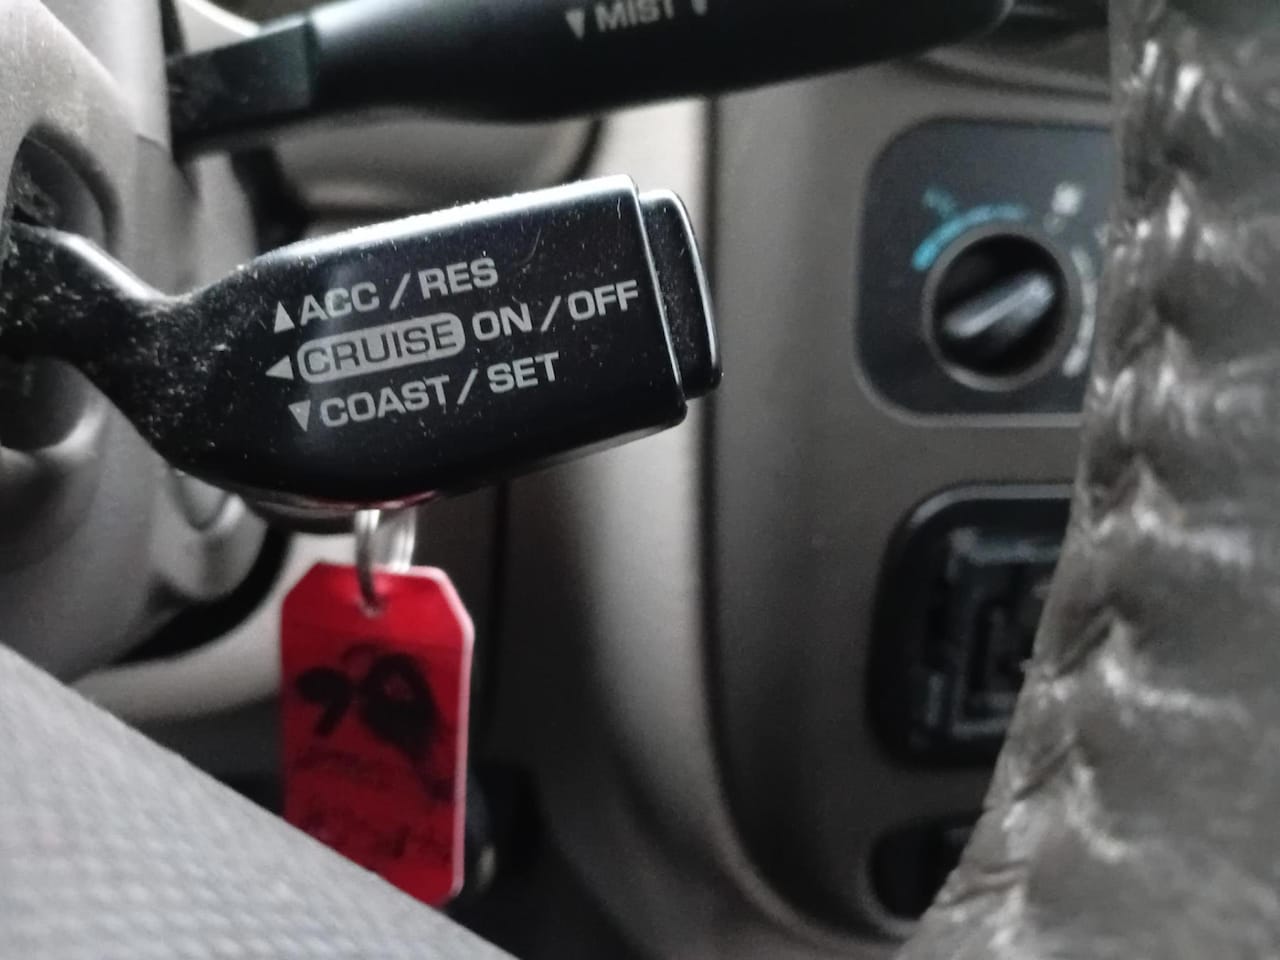 ▼MIST
▲ACC/RES
◀CRUISE ON/OFF
▼COAST/SET